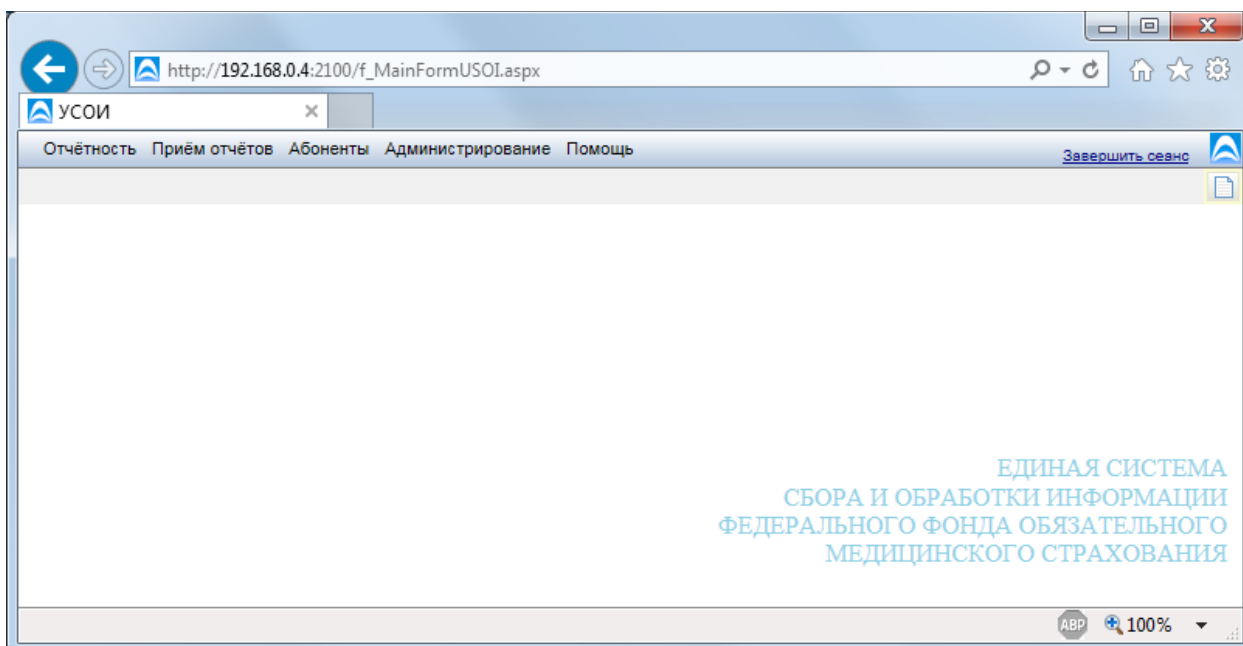 http://192.168.0.4:2100/f_MainFormUSOI.aspx
УСОИ
Отчётность Приём отчётов Абоненты Администрирование Помощь Завершить сеанс
ЕДИНАЯ СИСТЕМА
СБОРА И ОБРАБОТКИ ИНФОРМАЦИИ
ФЕДЕРАЛЬНОГО ФОНДА ОБЯЗАТЕЛЬНОГО
МЕДИЦИНСКОГО СТРАХОВАНИЯ
ABP 100%